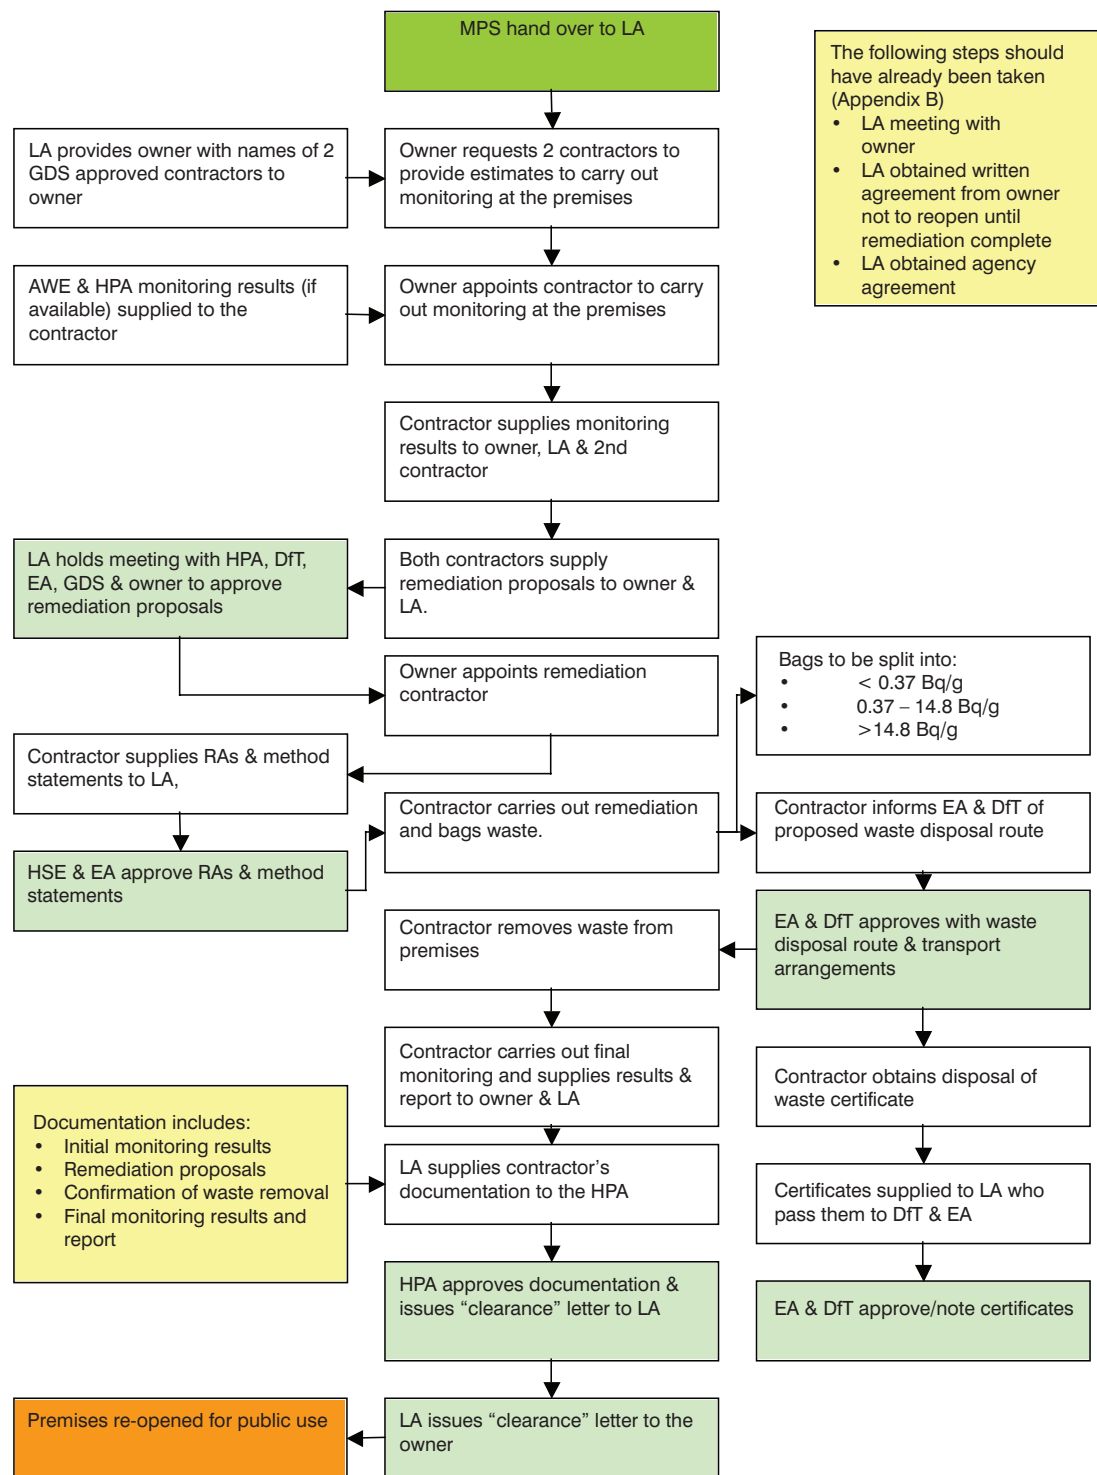 MPS hand over to LA
The following steps should
have already been taken
(Appendix B)
• LA meeting with
owner
• LA obtained written
agreement from owner
not to reopen until
remediation complete
• LA obtained agency
agreement
LA provides owner with names of 2
GDS approved contractors to
owner
Owner requests 2 contractors to
provide estimates to carry out
monitoring at the premises
AWE & HPA monitoring results (if
available) supplied to the
contractor
Owner appoints contractor to carry
out monitoring at the premises
Contractor supplies monitoring
results to owner, LA & 2nd
contractor
LA holds meeting with HPA, DfT,
EA, GDS & owner to approve
remediation proposals
Both contractors supply
remediation proposals to owner &
LA.
Owner appoints remediation
contractor
Bags to be split into:
• < 0.37 Bq/g
• 0.37 – 14.8 Bq/g
• >14.8 Bq/g
Contractor supplies RAs & method
statements to LA,
Contractor carries out remediation
and bags waste.
Contractor informs EA & DfT of
proposed waste disposal route
HSE & EA approve RAs & method
statements
EA & DfT approves with waste
disposal route & transport
arrangements
Contractor removes waste from
premises
Contractor carries out final
monitoring and supplies results &
report to owner & LA
Contractor obtains disposal of
waste certificate
Documentation includes:
• Initial monitoring results
• Remediation proposals
• Confirmation of waste removal
• Final monitoring results and
report
LA supplies contractor’s
documentation to the HPA
Certificates supplied to LA who
pass them to DfT & EA
HPA approves documentation &
issues “clearance” letter to LA
EA & DfT approve/note certificates
Premises re-opened for public use
LA issues “clearance” letter to the
owner